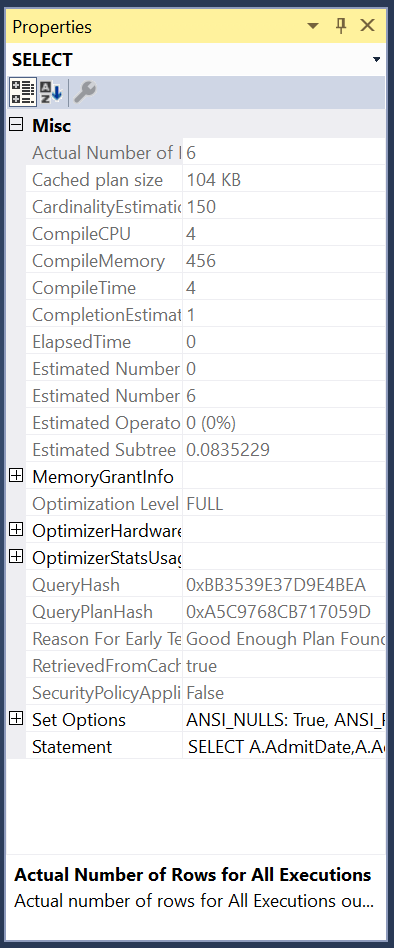 Properties
SELECT
Misc
Actual Number of 6
Cached plan size 104 KB
CardinalityEstimatic 150
CompileCPU 4
CompileMemory 456
CompileTime 4
CompletionEstimat 1
ElapsedTime 0
Estimated Number 0
Estimated Number 6
Estimated Operato 0 (0%)
Estimated Subtree 0.0835229
MemoryGrantInfo
Optimization Level FULL
OptimizerHardware
OptimizerStatsUsag
QueryHash 0xBB3539E37D9E4BEA
QueryPlanHash 0xA5C9768CB717059D
Reason For Early Te Good Enough Plan Found
RetrievedFromCach true
SecurityPolicyAppli False
Set Options ANSI_NULLS: True, ANSI_P
Statement SELECT A.AdmitDate,A.Ad
Actual Number of Rows for All Executions
Actual number of rows for All Executions ou...